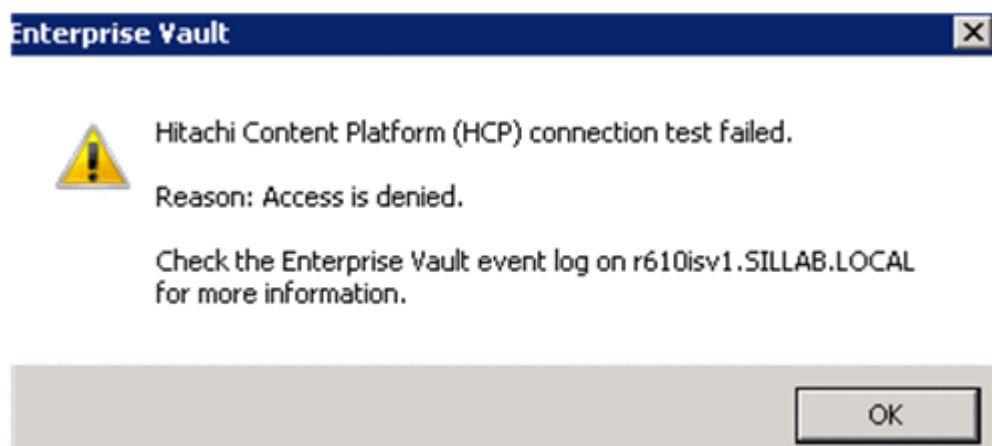 Enterprise Vault
Hitachi Content Platform (HCP) connection test failed.
Reason: Access is denied.
Check the Enterprise Vault event log on r610isv1.SILLAB.LOCAL
for more information.
OK